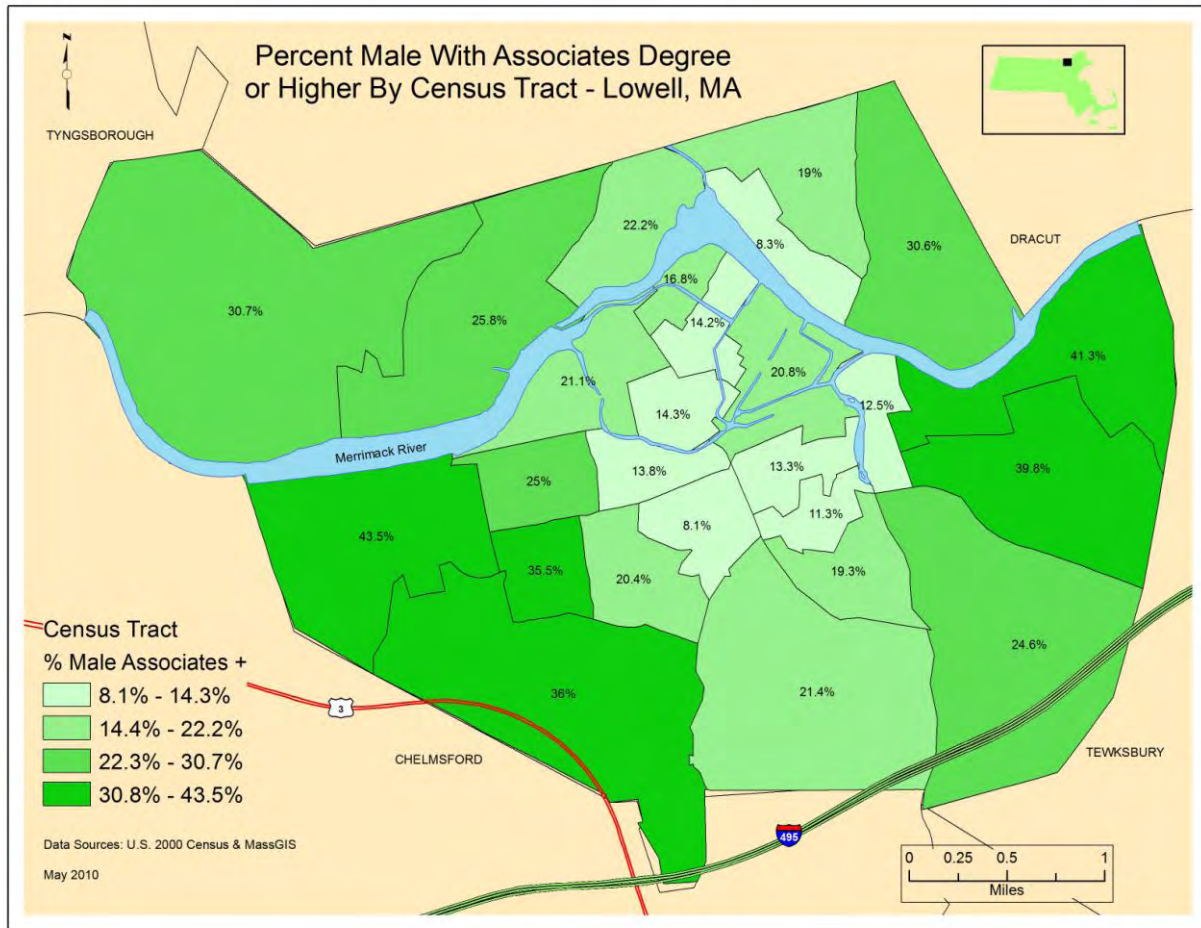 Percent Male With Associates Degree
or Higher By Census Tract - Lowell, MA
TYNGSBOROUGH
19%
22.2%
8.3%
30.6%
DRACUT
16.8%
30.7%
25.8%
14.2%
41.3%
20.8%
21.1%
12.5%
14.3%
Merrimack River
13.8%
13.3%
39.8%
25%
11.3%
8.1%
43.5%
35.5%
20.4%
19.3%
Census Tract
% Male Associates +
8.1% - 14.3%
14.4% - 22.2%
22.3% - 30.7%
30.8% - 43.5%
24.6%
36%
21.4%
3
CHELMSFORD
TEWKSBURY
495
Data Sources: U.S. 2000 Census & MassGIS
May 2010
0 0.25 0.5 1
Miles